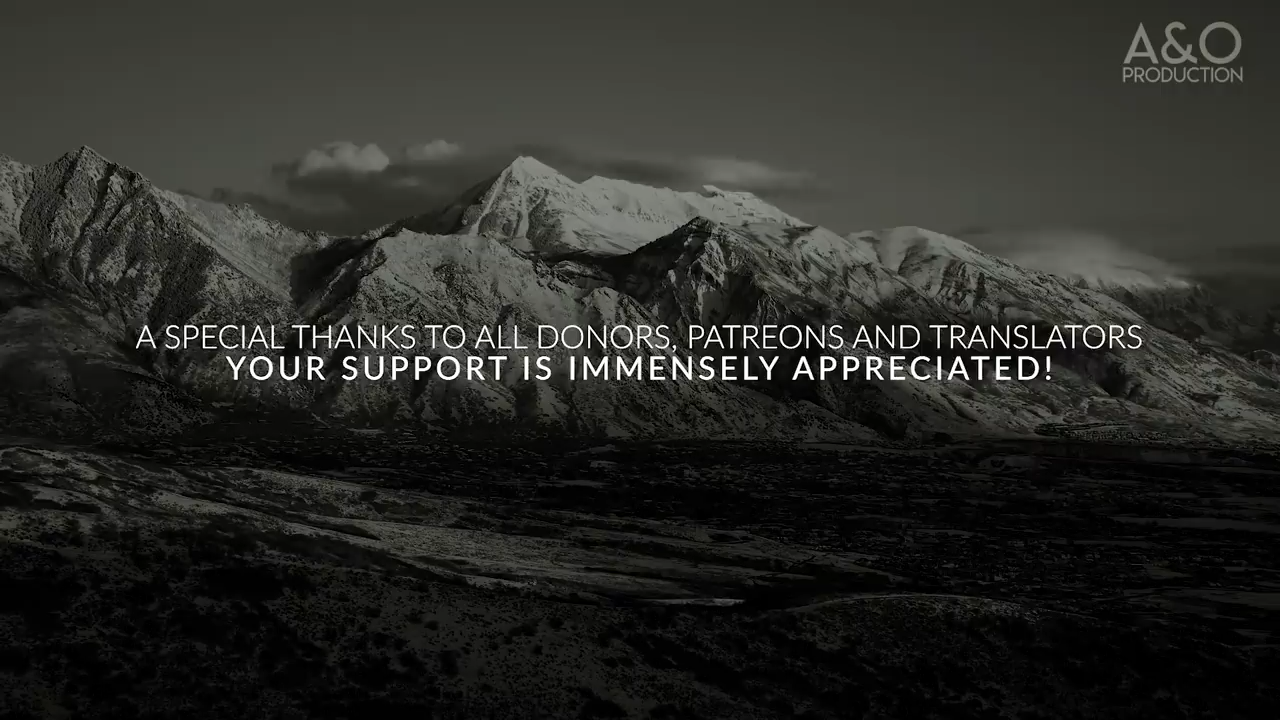 A&O
PRODUCTION
A SPECIAL THANKS TO ALL DONORS, PATREONS AND TRANSLATORS
YOUR SUPPORT IS IMMENSELY APPRECIATED!